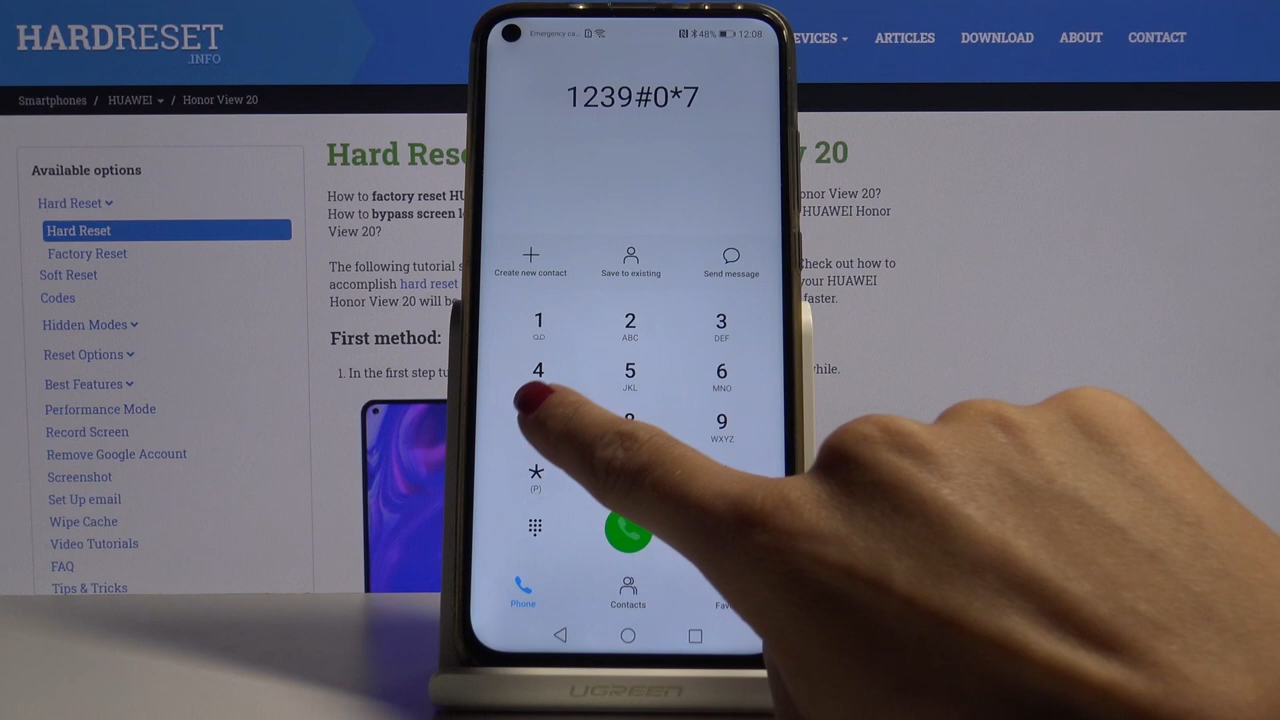 HARDRESET
.INFO
EVICES
ARTICLES
DOWNLOAD
ABOUT
CONTACT
Smartphones / HUAWEI / Honor View 20
Available options
Hard Reset
Hard Reset
Factory Reset
Soft Reset
Codes
Hidden Modes
Reset Options
Best Features
Performance Mode
Record Screen
Remove Google Account
Screenshot
Set Up email
Wipe Cache
Video Tutorials
FAQ
Tips & Tricks
Hard Rese
20
How to factory reset HU
onor View 20?
How to bypass screen l
HUAWEI Honor
View 20?
The following tutorial s
Check out how to
accomplish hard reset
your HUAWEI
Honor View 20 will be
faster.
First method:
1. In the first step tu
while.
Emergency ca...
48% 12:08
1239#0*7
Create new contact
Save to existing
Send message
1
2
ABC
3
DEF
4
5
JKL
6
MNO
9
WXYZ
*
(P)
Phone
Contacts
Fav
UGREEN